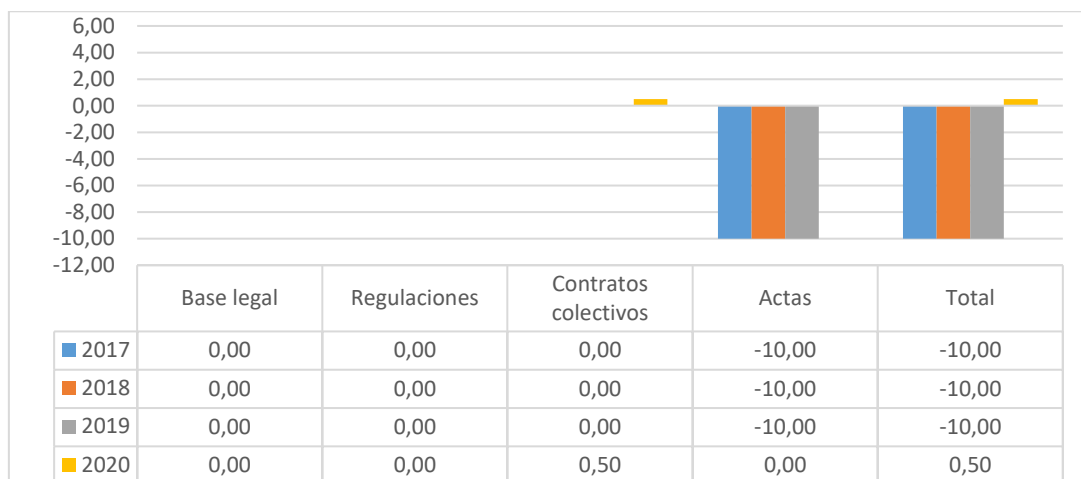 6,00
4,00
2,00
0,00
-2,00
-4,00
-6,00
-8,00
-10,00
-12,00
Base legal Regulaciones Contratos colectivos Actas Total
2017 0,00 0,00 0,00 -10,00 -10,00
2018 0,00 0,00 0,00 -10,00 -10,00
2019 0,00 0,00 0,00 -10,00 -10,00
2020 0,00 0,00 0,50 0,00 0,50